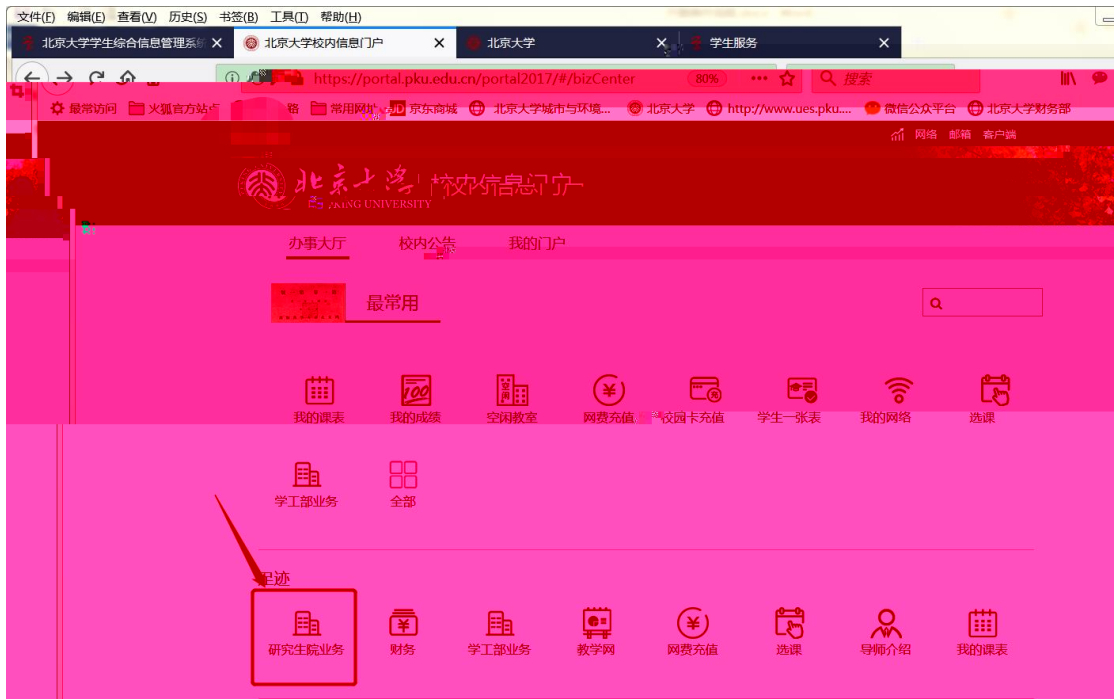 文件(F) 编辑(E) 查看(V) 历史(S) 书签(B) 工具(T) 帮助(H)
北京大学学生综合信息管理系统 北京大学校内信息门户 北京大学 学生服务
https://portal.pku.edu.cn/portal2017/#/bizCenter 80% 搜索
最常访问 火狐官方站点 常用网址 京东商城 北京大学城市与环境... 北京大学 http://www.ues.pku.... 微信公众平台 北京大学财务部
网络 邮箱 客户端
北京大学 校内信息门户
PEKING UNIVERSITY
办事大厅 校内公告 我的门户
最常用
我的课表 我的成绩 空闲教室 网费充值 校园卡充值 学生一张表 我的网络 选课
学工部业务 全部
足迹
研究生院业务 财务 学工部业务 教学网 网费充值 选课 导师介绍 我的课表